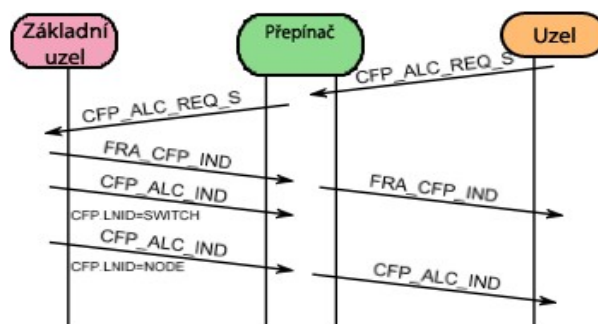 Základní
uzel
Přepínač
Uzel
CFP_ALC_REQ_S
CFP_ALC_REQ_S
FRA_CFP_IND
CFP_ALC_IND
FRA_CFP_IND
CFP.LNID=SWITCH
CFP_ALC_IND
CFP.LNID=NODE
CFP_ALC_IND